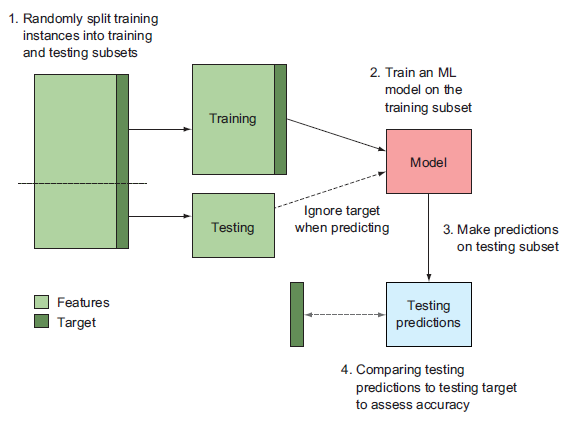 1. Randomly split training
instances into training
and testing subsets
2. Train an ML
model on the
training subset
Training
Model
Testing
Ignore target
when predicting
3. Make predictions
on testing subset
Features
Target
Testing
predictions
4. Comparing testing
predictions to testing target
to assess accuracy